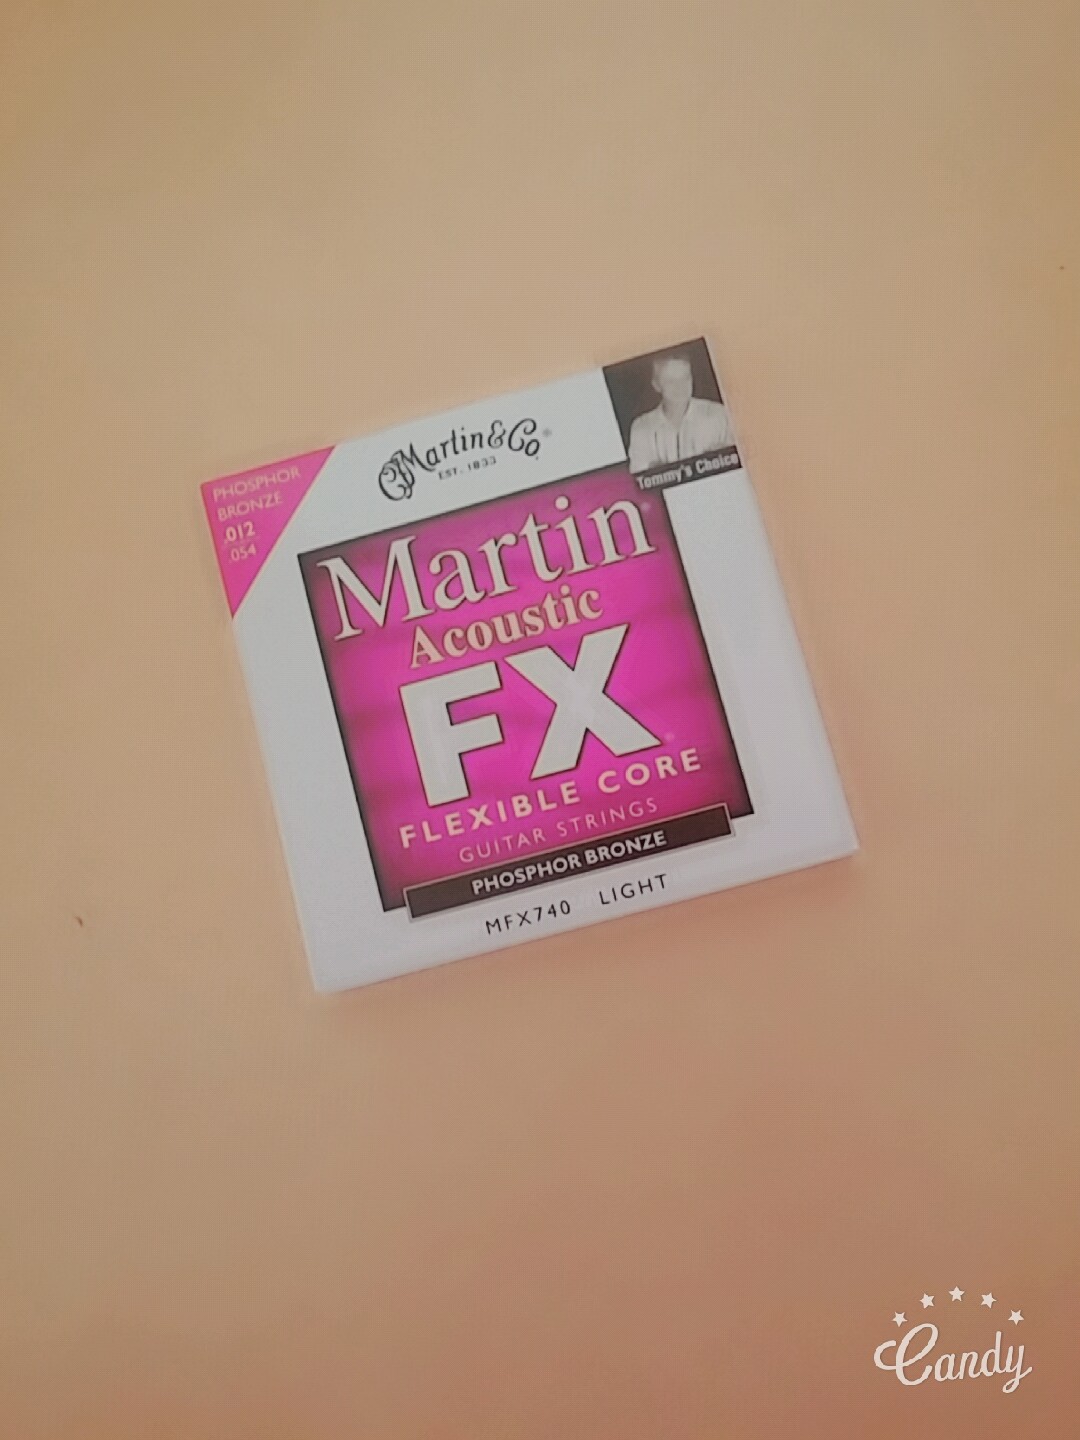 PHOSPHOR
BRONZE
.012
.054
Martin & Co.
EST. 1833
Tommy's Choice
Martin
Acoustic
FX
FLEXIBLE CORE
GUITAR STRINGS
PHOSPHOR BRONZE
MFX740 LIGHT
Candy